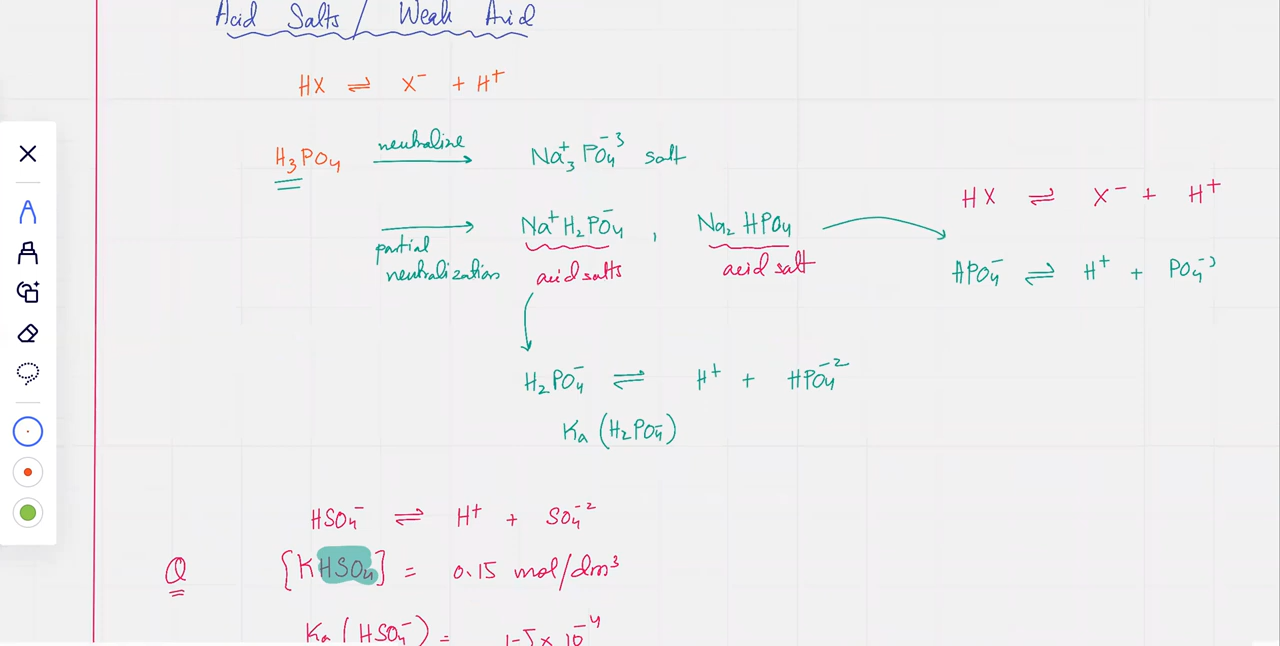 Acid Salts / Weak Acid
HX ⇌ X⁻ + H⁺
H₃PO₄ neutralize → Na₃⁺PO₄⁻³ salt
HX ⇌ X⁻ + H⁺
partial neutralization → Na⁺H₂PO₄⁻ , Na₂HPO₄
acid salts acid salt
HPO₄⁻ ⇌ H⁺ + PO₄⁻³
H₂PO₄⁻ ⇌ H⁺ + HPO₄⁻²
Ka (H₂PO₄⁻)
HSO₄⁻ ⇌ H⁺ + SO₄⁻²
Q [KHSO₄] = 0.15 mol/dm³
Ka (HSO₄⁻) = 1.5 × 10⁻⁴